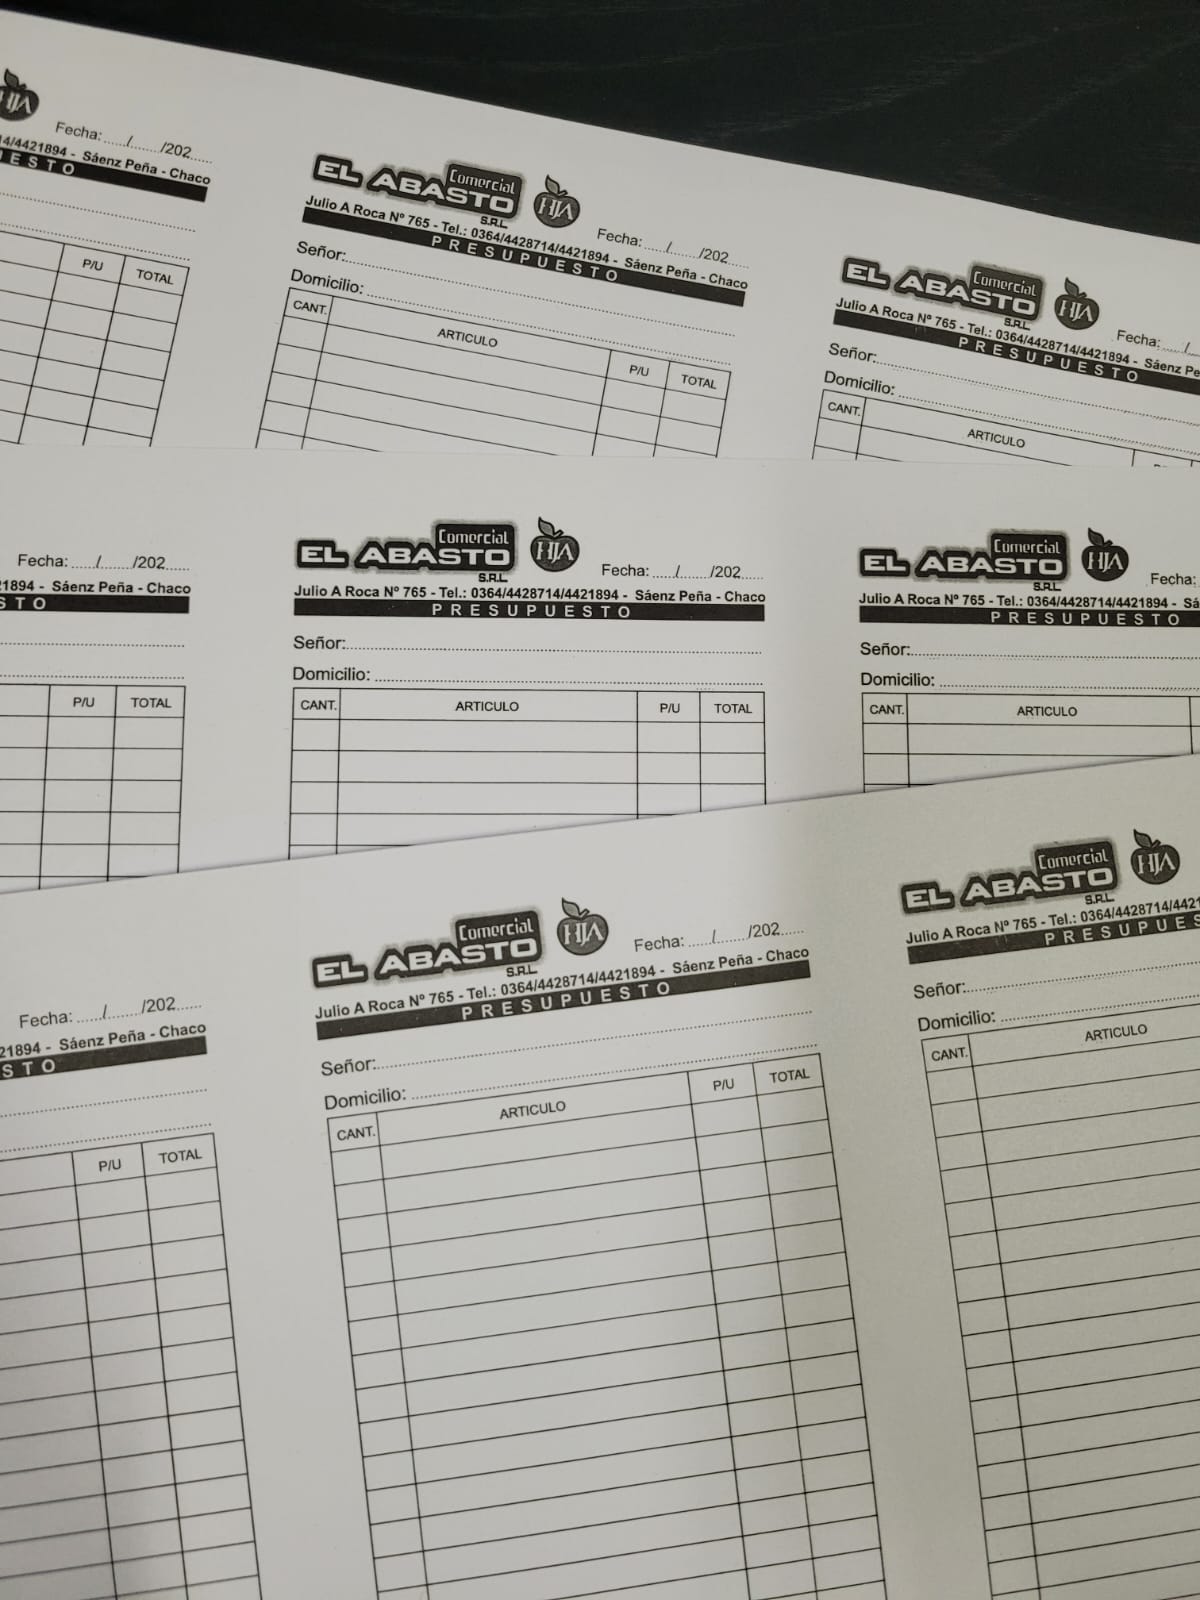 HJA
Fecha: ...../......./202.....
14/4421894 - Sáenz Peña - Chaco
UESTO
P/U TOTAL
EL ABASTO Comercial S.R.L HJA
Fecha: ...../......./202.....
Julio A Roca Nº 765 - Tel.: 0364/4428714/4421894 - Sáenz Peña - Chaco
PRESUPUESTO
Señor:
Domicilio:
CANT. ARTICULO P/U TOTAL
EL ABASTO Comercial S.R.L HJA
Fecha: ...../
Julio A Roca Nº 765 - Tel.: 0364/4428714/4421894 - Sáenz Pe
PRESUPUESTO
Señor:
Domicilio:
CANT. ARTICULO
Fecha: ...../......./202.....
21894 - Sáenz Peña - Chaco
STO
P/U TOTAL
EL ABASTO Comercial S.R.L HJA
Fecha: ...../......./202.....
Julio A Roca Nº 765 - Tel.: 0364/4428714/4421894 - Sáenz Peña - Chaco
PRESUPUESTO
Señor:
Domicilio:
CANT. ARTICULO P/U TOTAL
EL ABASTO Comercial S.R.L HJA
Fecha:
Julio A Roca Nº 765 - Tel.: 0364/4428714/4421894 - Sá
PRESUPUESTO
Señor:
Domicilio:
CANT. ARTICULO
Fecha: ...../......./202.....
21894 - Sáenz Peña - Chaco
STO
P/U TOTAL
EL ABASTO Comercial S.R.L HJA
Fecha: ...../......./202.....
Julio A Roca Nº 765 - Tel.: 0364/4428714/4421894 - Sáenz Peña - Chaco
PRESUPUESTO
Señor:
Domicilio:
CANT. ARTICULO P/U TOTAL
EL ABASTO Comercial S.R.L HJA
Julio A Roca Nº 765 - Tel.: 0364/4428714/4421
PRESUPUES
Señor:
Domicilio:
CANT. ARTICULO